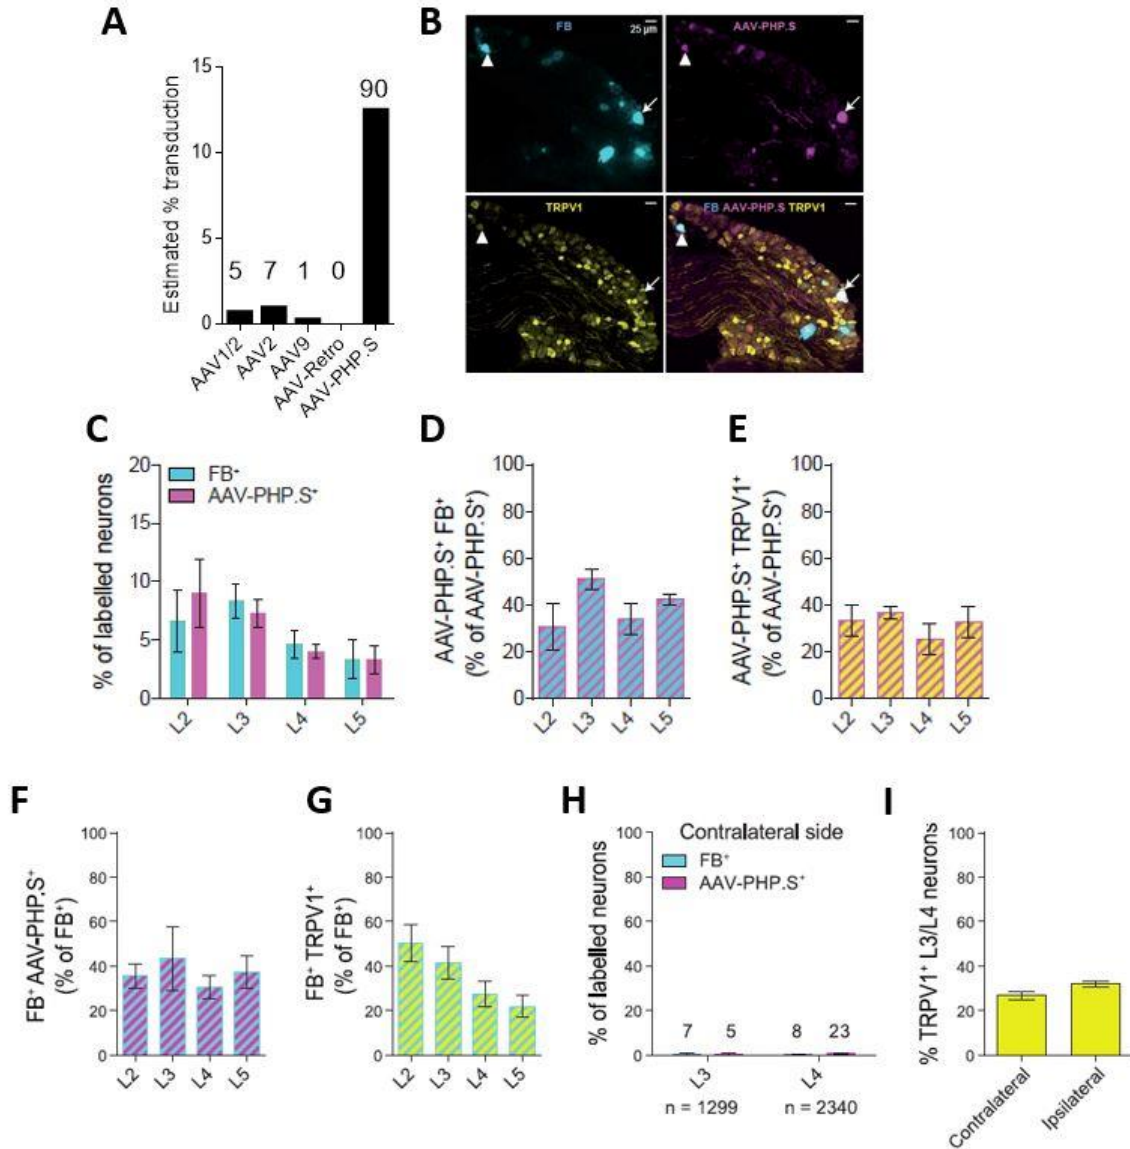 A
15
10
5
0
Estimated % transduction
5
7
1
0
90
AAV1/2
AAV2
AAV9
AAV-Retro
AAV-PHP.S
B
FB
25 µm
AAV-PHP.S
TRPV1
FB AAV-PHP.S TRPV1
C
20
15
10
5
0
% of labelled neurons
FB⁺
AAV-PHP.S⁺
L2
L3
L4
L5
D
100
80
60
40
20
0
AAV-PHP.S⁺ FB⁺
(% of AAV-PHP.S⁺)
L2
L3
L4
L5
E
100
80
60
40
20
0
AAV-PHP.S⁺ TRPV1⁺
(% of AAV-PHP.S⁺)
L2
L3
L4
L5
F
100
80
60
40
20
0
FB⁺ AAV-PHP.S⁺
(% of FB⁺)
L2
L3
L4
L5
G
100
80
60
40
20
0
FB⁺ TRPV1⁺
(% of FB⁺)
L2
L3
L4
L5
H
100
80
60
40
20
0
% of labelled neurons
Contralateral side
FB⁺
AAV-PHP.S⁺
7
5
8
23
L3
L4
n = 1299
n = 2340
I
100
80
60
40
20
0
% TRPV1⁺ L3/L4 neurons
Contralateral
Ipsilateral